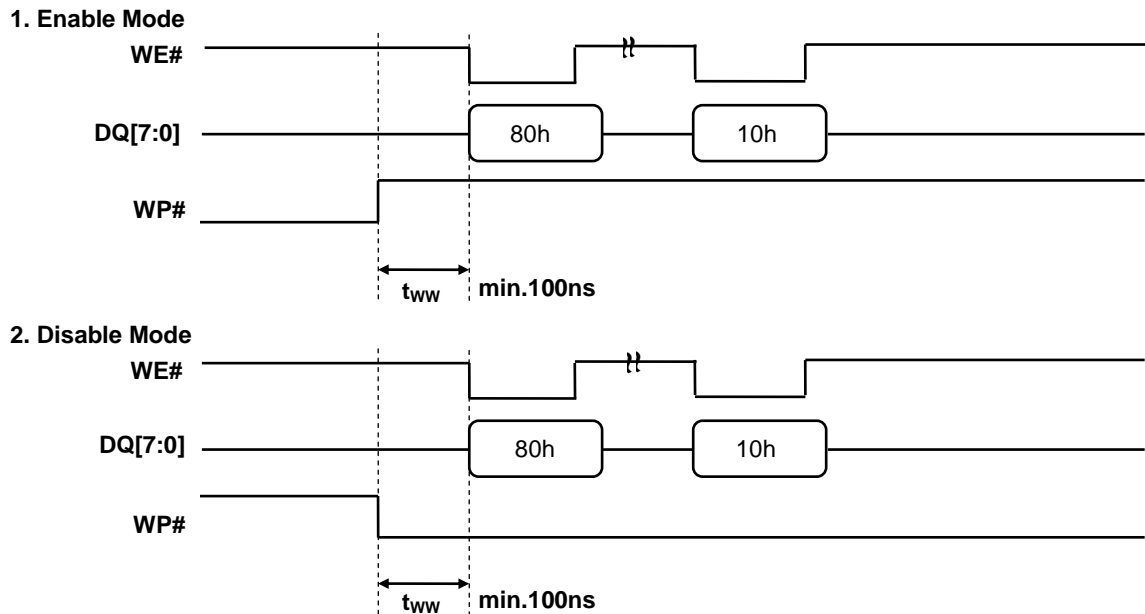 1. Enable Mode
WE#
DQ[7:0]
80h
10h
WP#
tWW
min.100ns
2. Disable Mode
WE#
DQ[7:0]
80h
10h
WP#
tWW
min.100ns